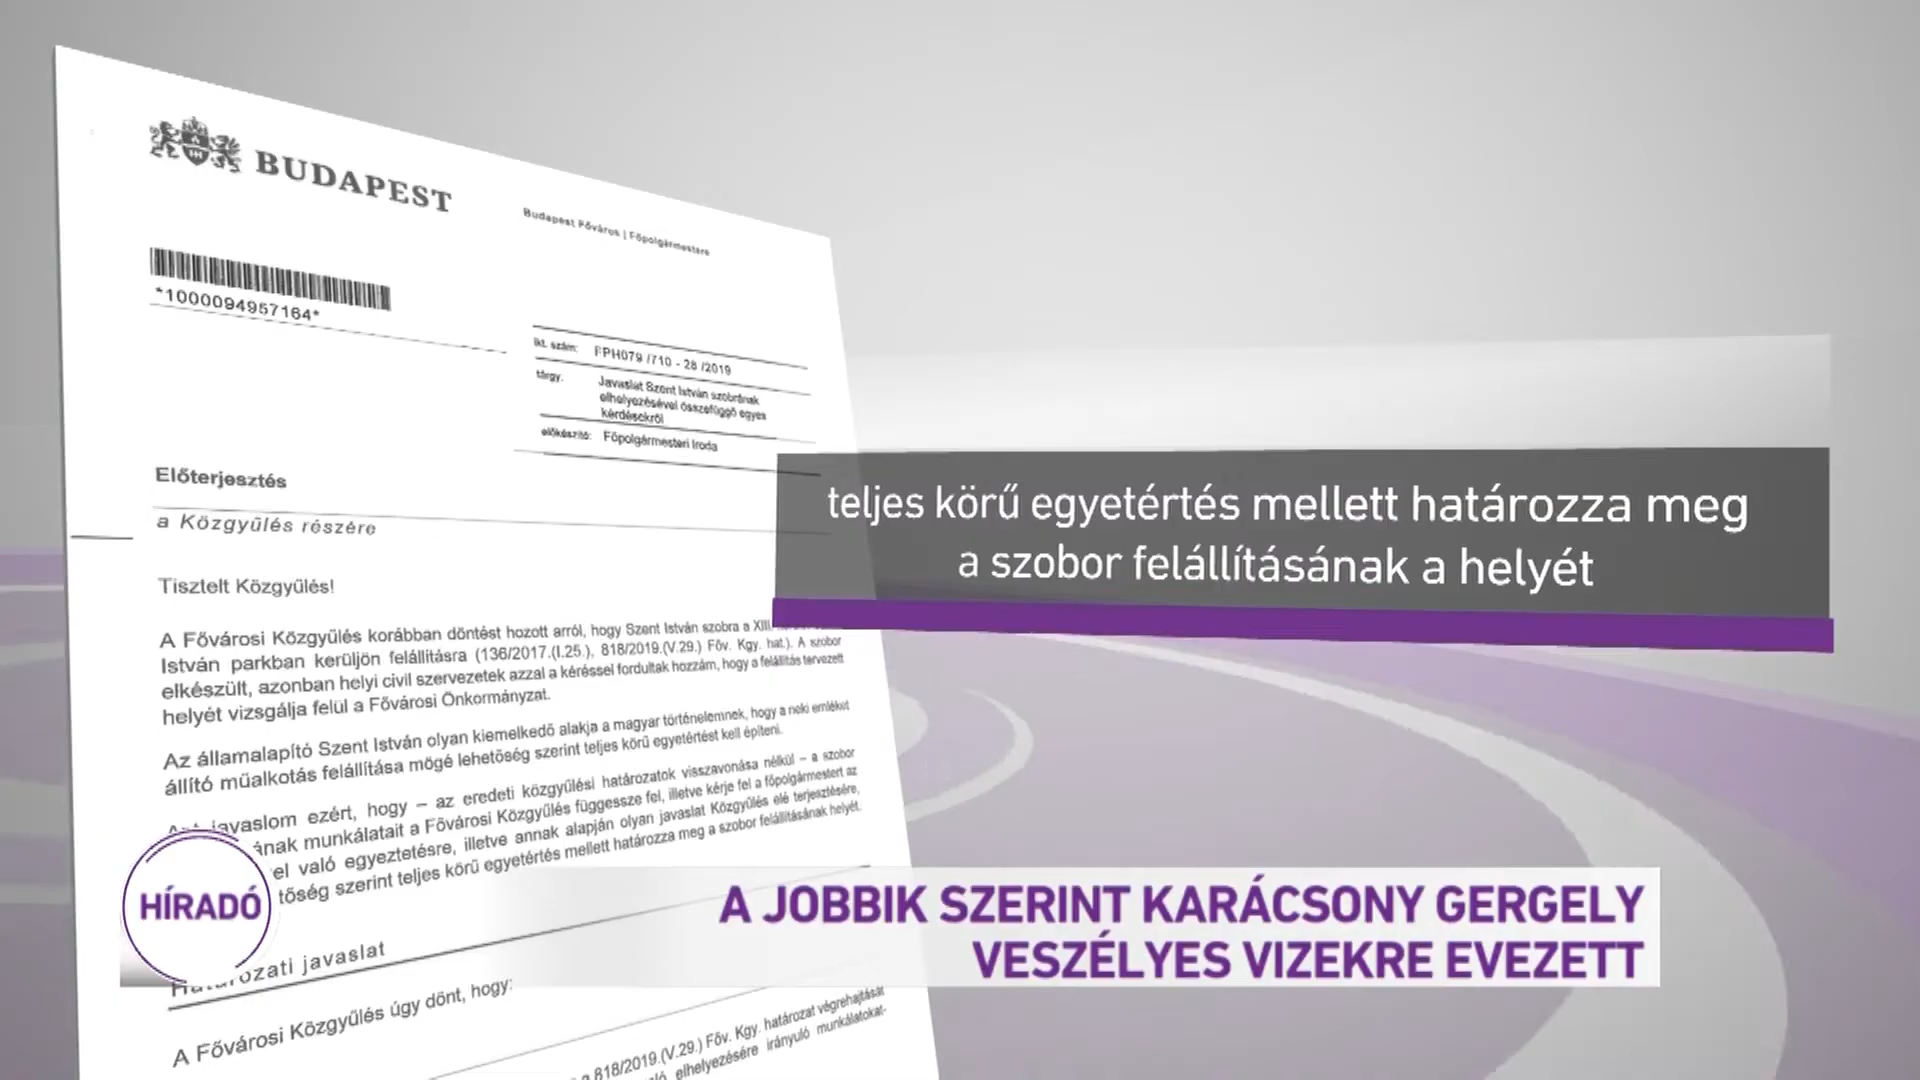 BUDAPEST
Budapest Főváros | Főpolgármestere
*1000094957164*
ikt. szám: FPH079 /710 - 28 /2019
tárgy: Javaslat Szent István szobrának
elhelyezésével összefüggő egyes
kérdésekről
előkészítő: Főpolgármesteri Iroda
Előterjesztés
a Közgyűlés részére
Tisztelt Közgyűlés!
A Fővárosi Közgyűlés korábban döntést hozott arról, hogy Szent István szobra a XIII.
István parkban kerüljön felállításra (136/2017.(I.25.), 818/2019.(V.29.) Föv. Kgy. hat.). A szobor
elkészült, azonban helyi civil szervezetek azzal a kéréssel fordultak hozzám, hogy a felállítás tervezett
helyét vizsgálja felül a Fővárosi Önkormányzat.
Az államalapító Szent István olyan kiemelkedő alakja a magyar történelemnek, hogy a neki emléket
állító műalkotás felállítása mögé lehetőség szerint teljes körű egyetértést kell építeni.
javaslom ezért, hogy – az eredeti közgyűlési határozatok visszavonása nélkül – a szobor
ának munkálatait a Fővárosi Közgyűlés függessze fel, illetve kérje fel a főpolgármestert az
el való egyeztetésre, illetve annak alapján olyan javaslat Közgyűlés elé terjesztésére,
tőség szerint teljes körű egyetértés mellett határozza meg a szobor felállításának helyét.
Határozati javaslat
A Fővárosi Közgyűlés úgy dönt, hogy:
818/2019.(V.29.) Föv. Kgy. határozat végrehajtását
elhelyezésére irányuló munkálatokat-
teljes körű egyetértés mellett határozza meg
a szobor felállításának a helyét
HÍRADÓ
A JOBBIK SZERINT KARÁCSONY GERGELY
VESZÉLYES VIZEKRE EVEZETT